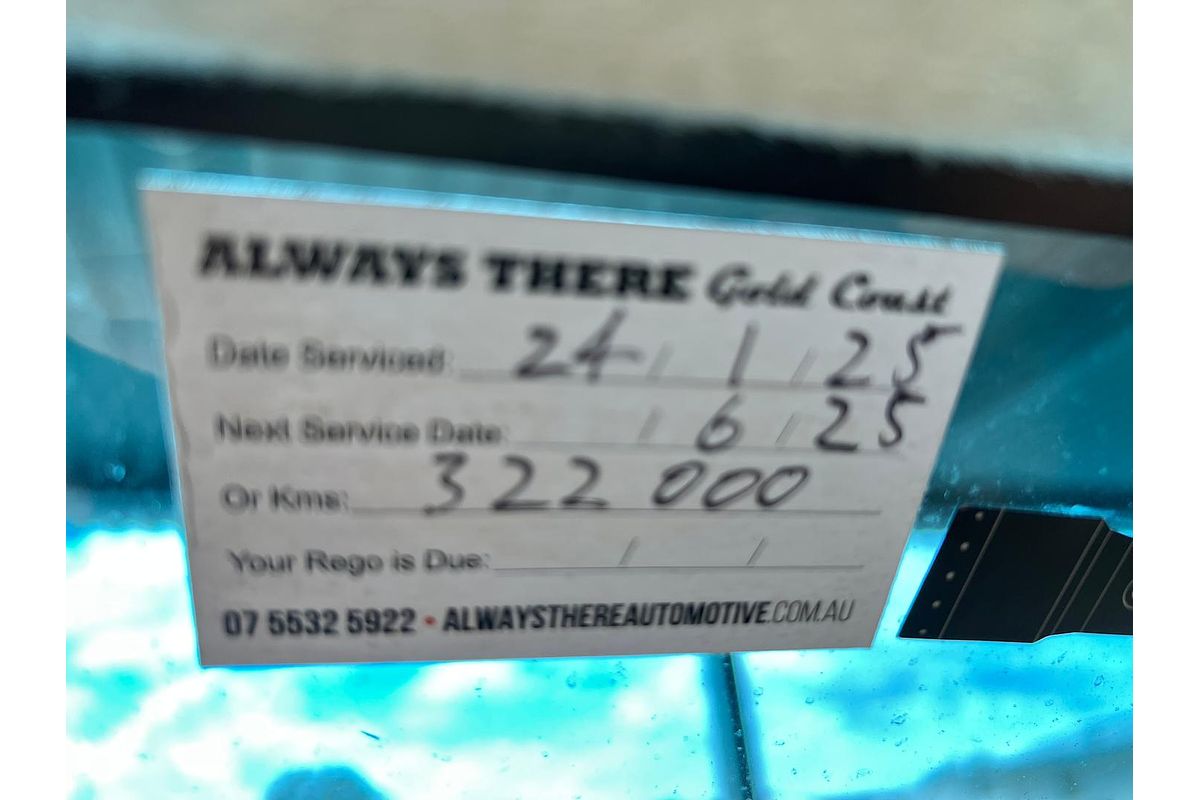 ALWAYS THERE Gold Coast
Date Serviced: 24 / 1 / 25
Next Service Date: / 6 / 25
Or Kms: 322 000
Your Rego is Due: / /
07 5532 5922 • ALWAYSTHEREAUTOMOTIVE.COM.AU